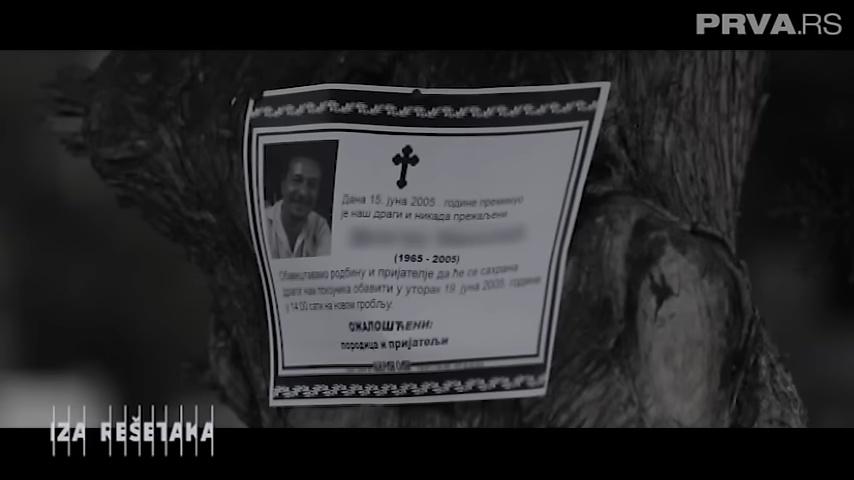 PRVA.RS
Дана 15. јуна 2005. године преминуо
је наш драги и никада прежаљени
(1965 - 2005)
Обавештавамо родбину и пријатеље да ће се сахрана
драгог нам покојника обавити у уторак 19. јуна 2005. године
у 14:00 сати на новом гробљу.
ОЖАЛОШЋЕНИ:
породица и пријатељи
IZA REŠETAKA